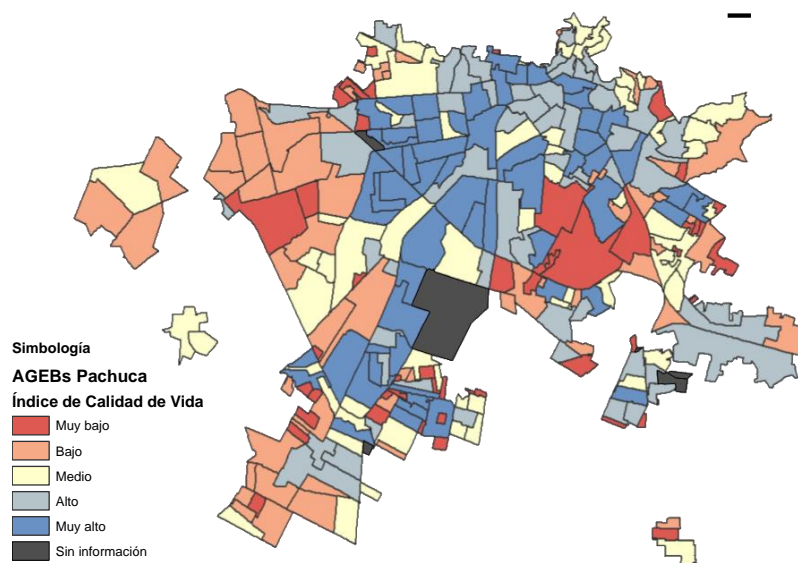 Simbología
AGEBs Pachuca
Índice de Calidad de Vida
Muy bajo
Bajo
Medio
Alto
Muy alto
Sin información